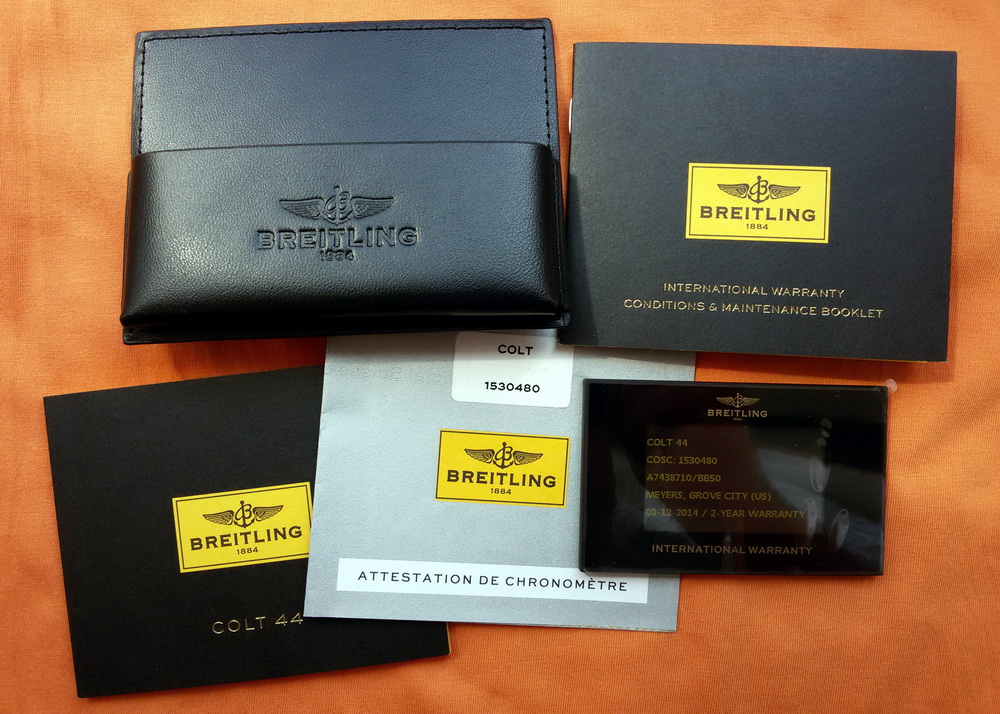 BREITLING
1884
BREITLING
1884
INTERNATIONAL WARRANTY
CONDITIONS & MAINTENANCE BOOKLET
COLT
1530480
BREITLING
1884
ATTESTATION DE CHRONOMÈTRE
BREITLING
1884
COLT 44
BREITLING
COLT 44
COSC: 1530480
A7438710/BB50
MEYERS, GROVE CITY (US)
08-12-2014 / 2-YEAR WARRANTY
INTERNATIONAL WARRANTY